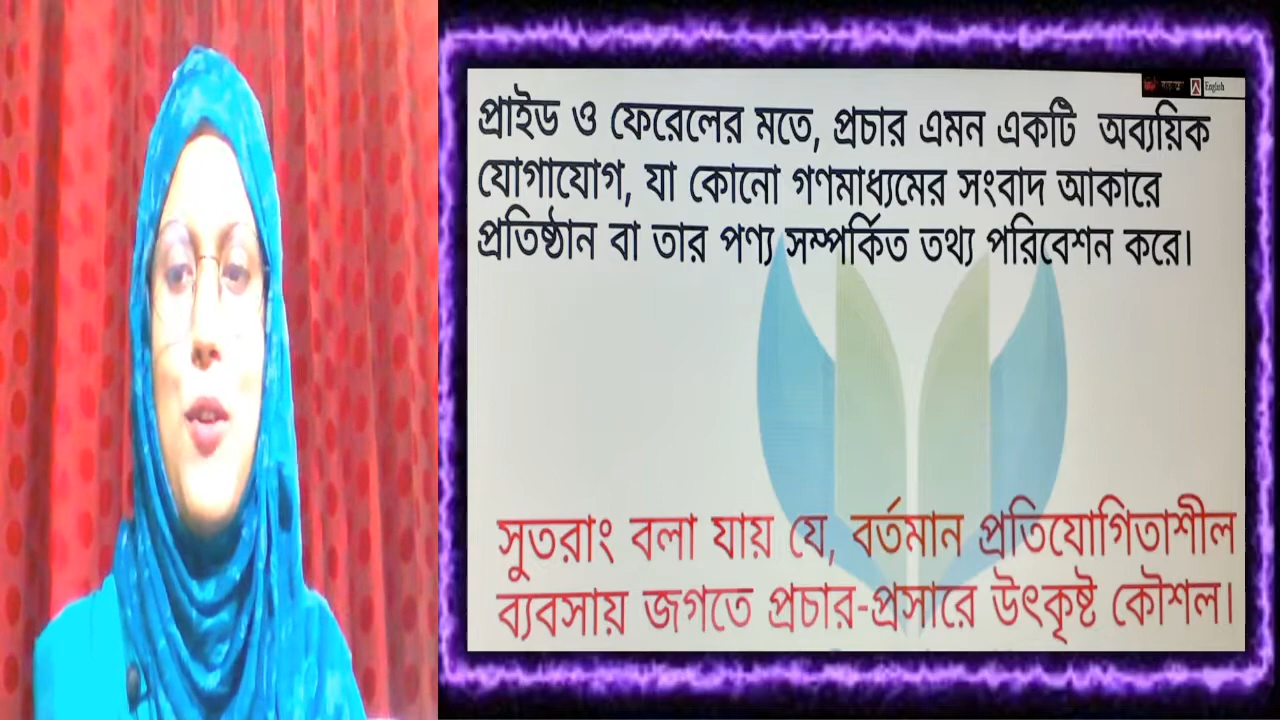 প্রাইড ও ফেরেলের মতে, প্রচার এমন একটি অব্যয়িক
যোগাযোগ, যা কোনো গণমাধ্যমের সংবাদ আকারে
প্রতিষ্ঠান বা তার পণ্য সম্পর্কিত তথ্য পরিবেশন করে।
সুতরাং বলা যায় যে, বর্তমান প্রতিযোগিতাশীল
ব্যবসায় জগতে প্রচার-প্রসারে উৎকৃষ্ট কৌশল।
English